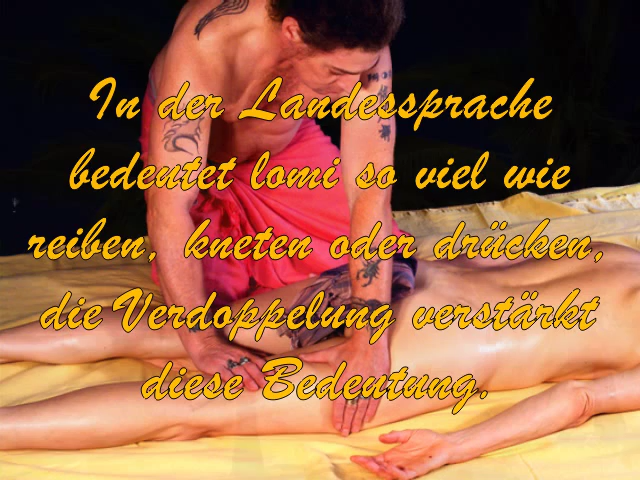 In der Landessprache
bedeutet lomi so viel wie
reiben, kneten oder drücken,
die Verdoppelung verstärkt
diese Bedeutung.